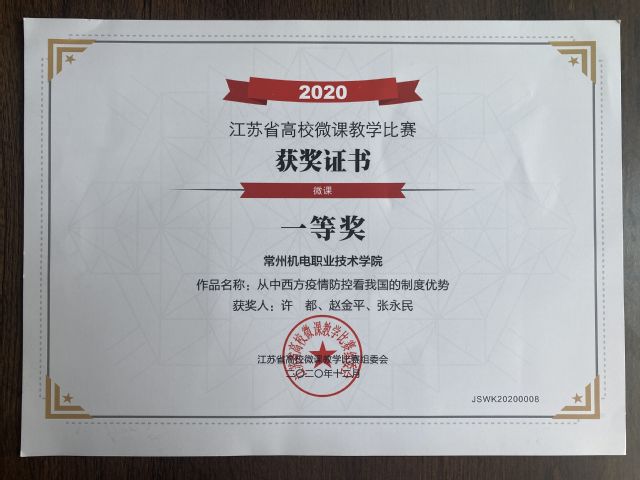 2020
江苏省高校微课教学比赛
获奖证书
微课
一等奖
常州机电职业技术学院
作品名称：从中西方疫情防控看我国的制度优势
获奖人：许　都、赵金平、张永民
江苏省高校微课教学比赛组委会
二〇二〇年十二月
JSWK20200008